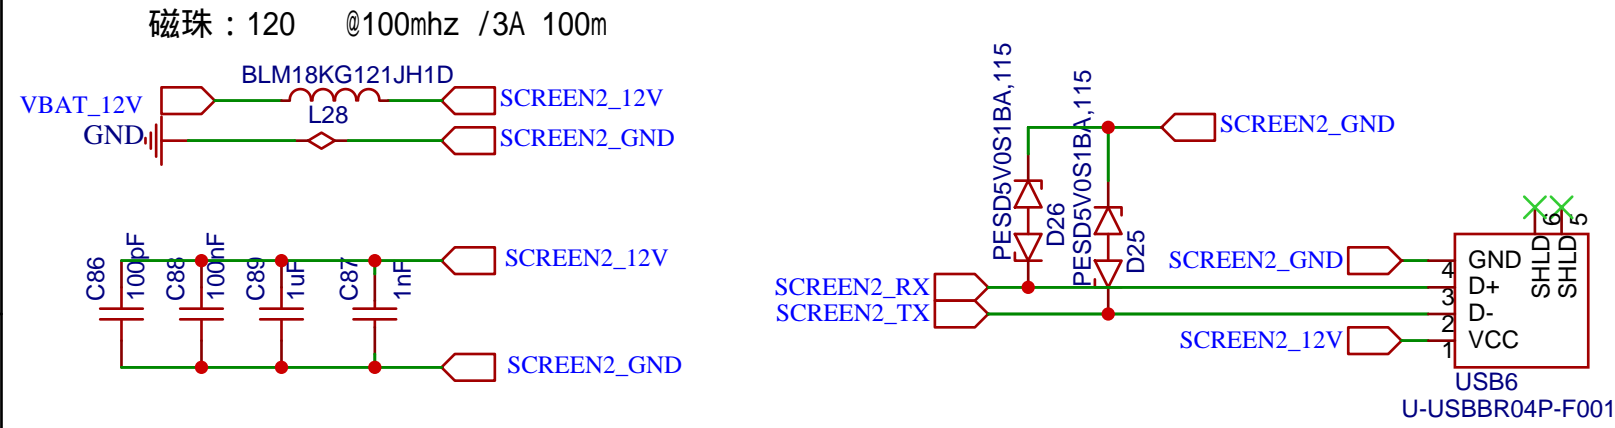 磁珠：120 @100mhz /3A 100m
BLM18KG121JH1D
VBAT_12V
SCREEN2_12V
L28
GND
SCREEN2_GND
C86
100pF
C88
100nF
C89
1uF
C87
1nF
SCREEN2_12V
SCREEN2_GND
PESD5V0S1BA,115
D26
PESD5V0S1BA,115
D25
SCREEN2_GND
SCREEN2_RX
SCREEN2_TX
SCREEN2_GND
SCREEN2_12V
4
3
2
1
GND
D+
D-
VCC
SHLD
6
SHLD
5
USB6
U-USBBR04P-F001